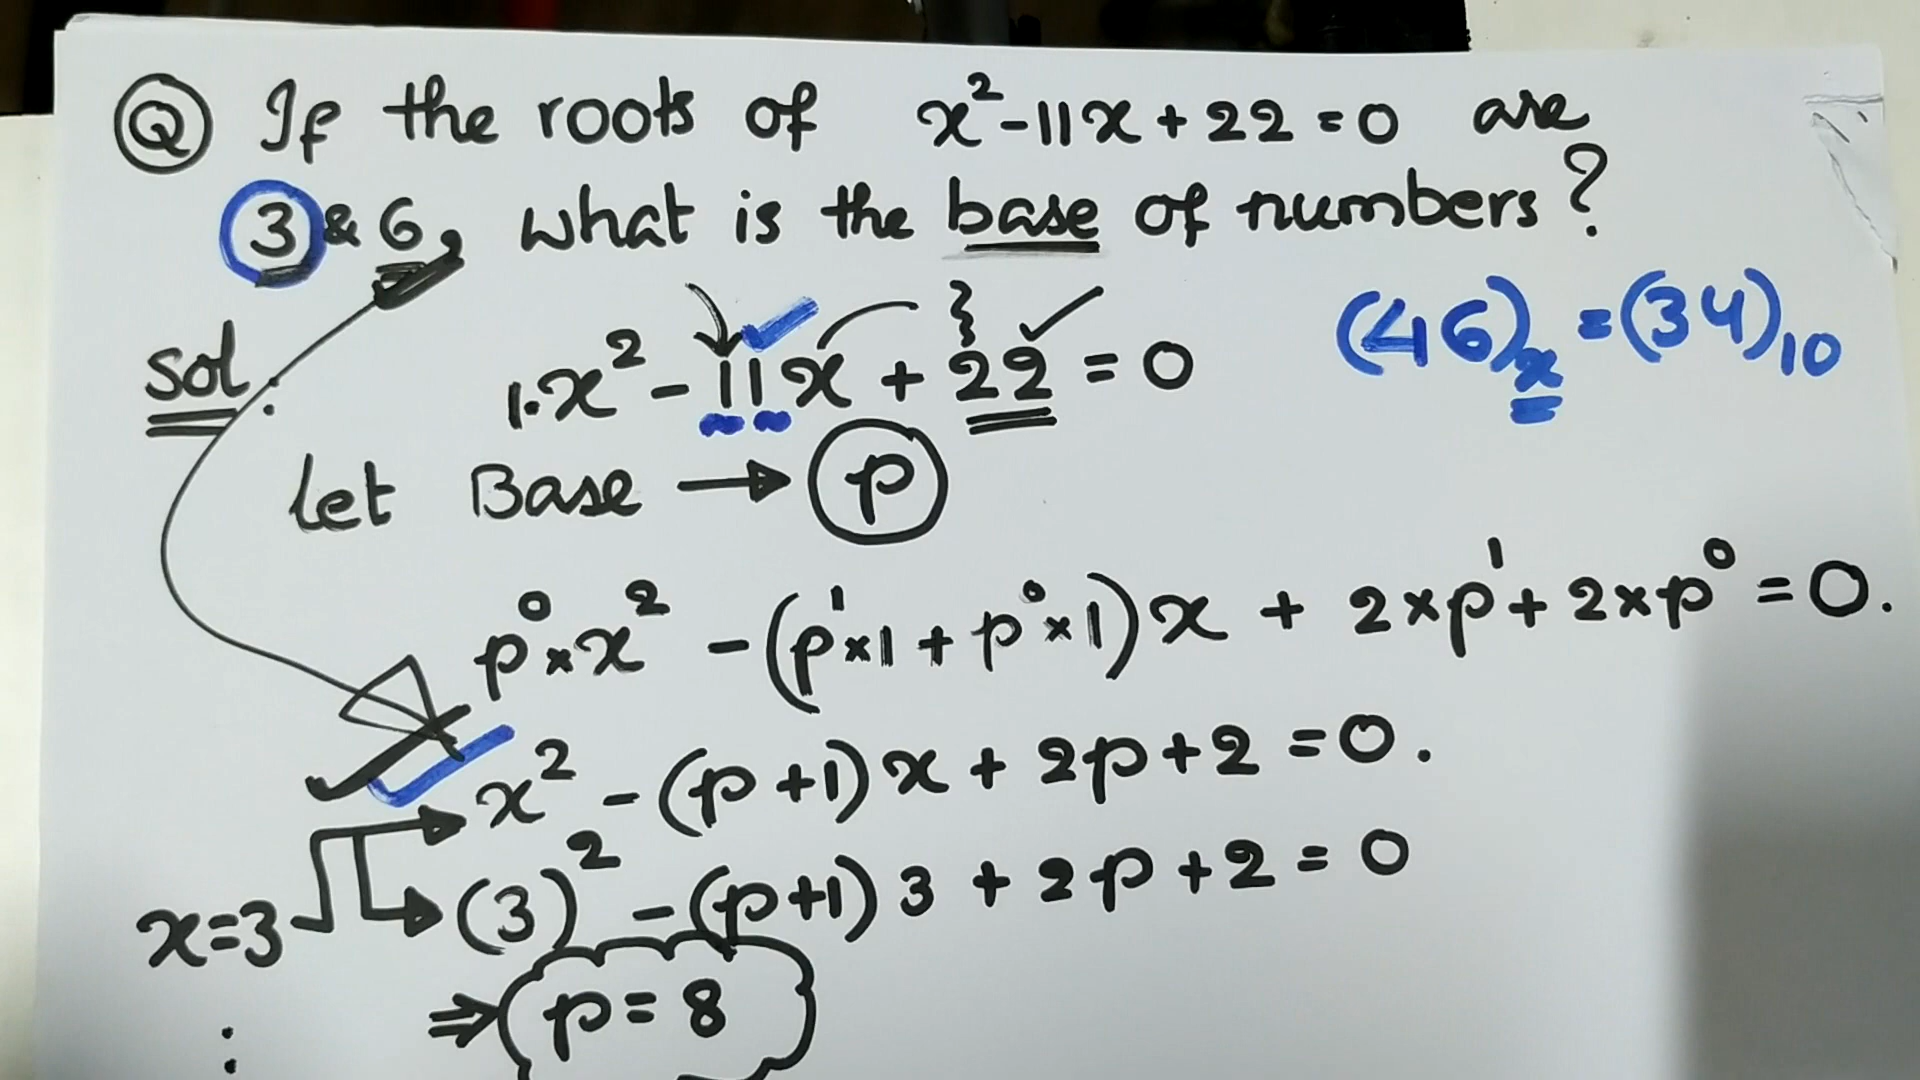 Q If the roots of x²-11x+22=0 are
3 & 6, what is the base of numbers?
(46)ₓ=(34)₁₀
Sol: 1.x²-11x+22=0
Let Base → p
p⁰×x² -(p¹×1+p⁰×1)x + 2×p¹+2×p⁰=0.
x²-(p+1)x+2p+2=0.
x=3 (3)²-(p+1)3+2p+2=0
⇒ p=8